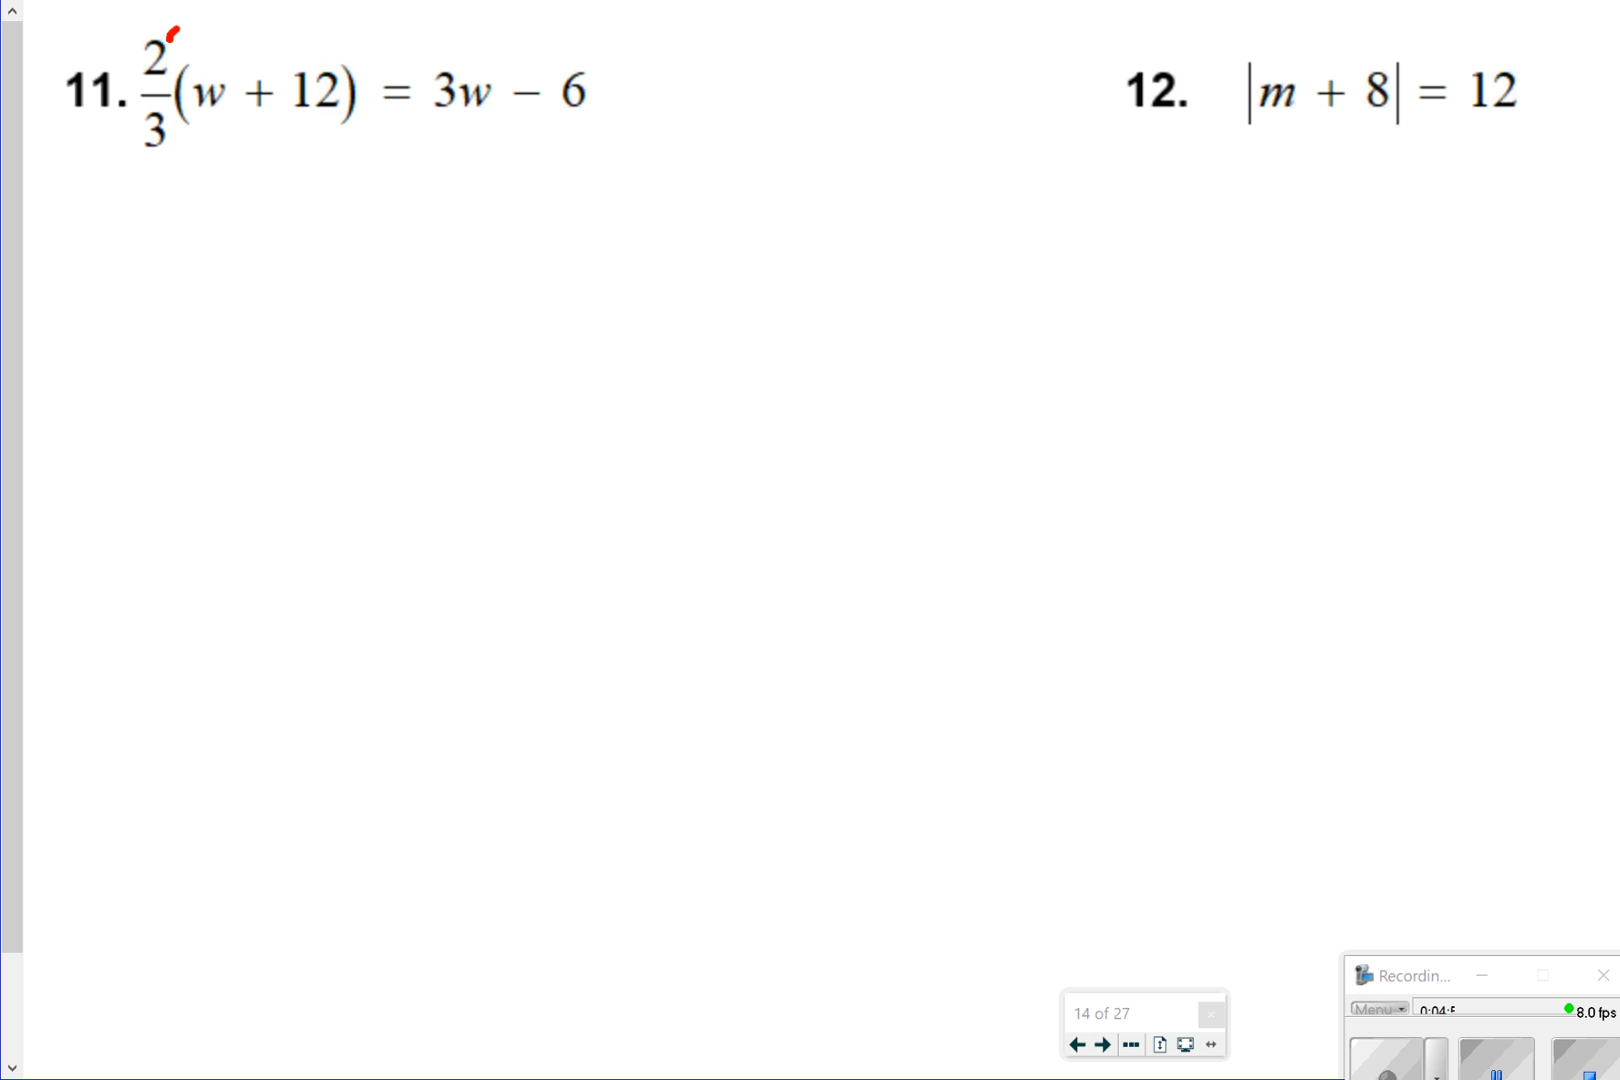 11. 2/3(w + 12) = 3w − 6
12. |m + 8| = 12
14 of 27
Recordin...
Menu
8.0 fps